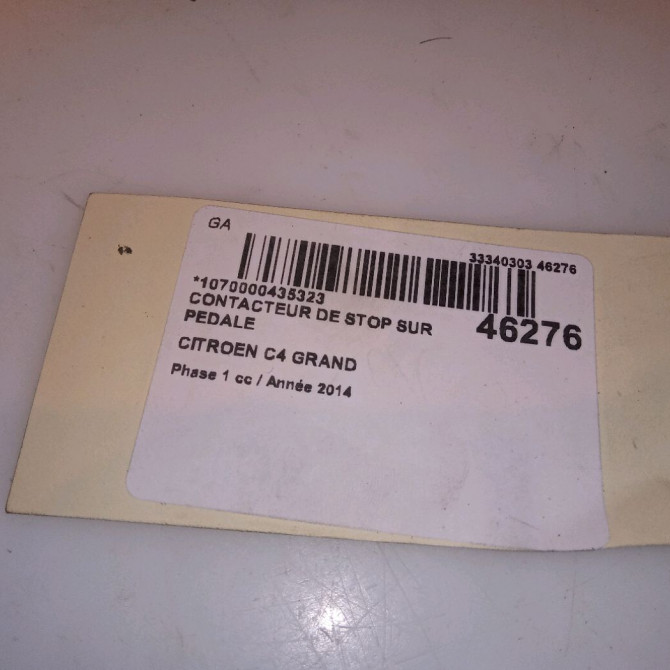 GA
33340303 46276
*1070000435323
CONTACTEUR DE STOP SUR
PEDALE
46276
CITROEN C4 GRAND
Phase 1 cc / Année 2014